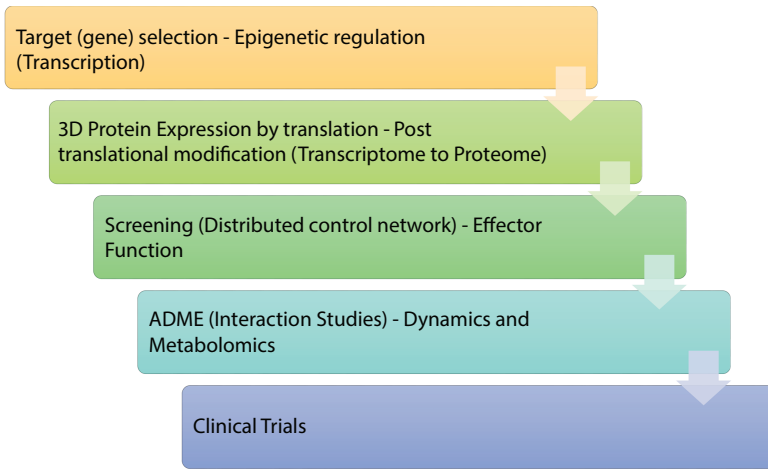 Target (gene) selection - Epigenetic regulation
(Transcription)
3D Protein Expression by translation - Post
translational modification (Transcriptome to Proteome)
Screening (Distributed control network) - Effector
Function
ADME (Interaction Studies) - Dynamics and
Metabolomics
Clinical Trials